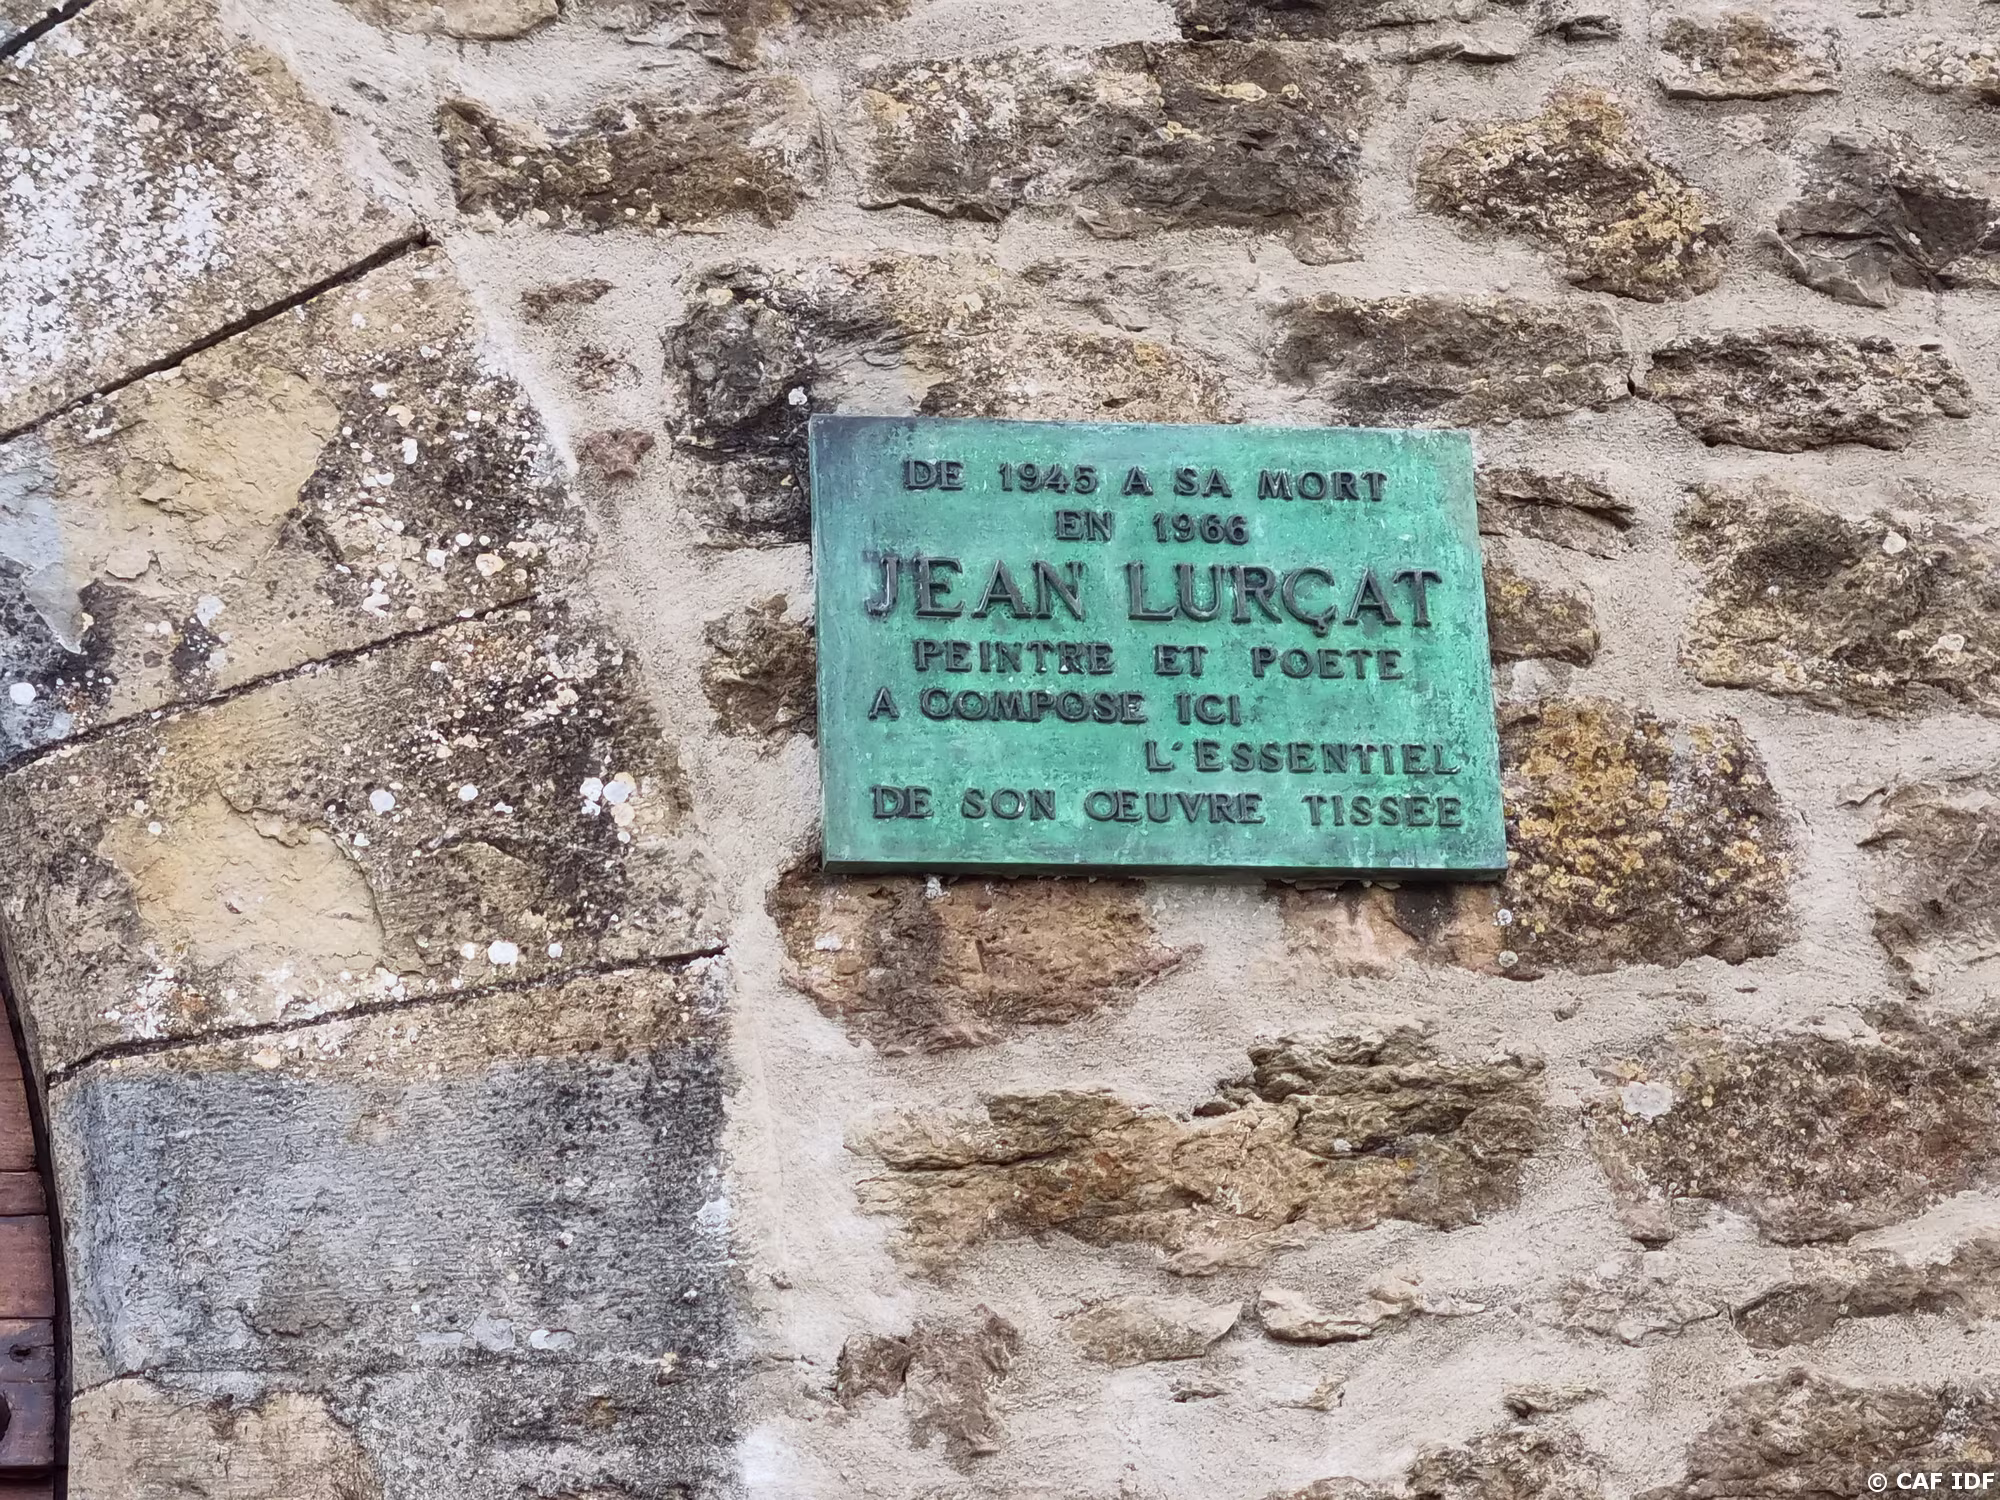 DE 1945 A SA MORT
EN 1966
JEAN LURÇAT
PEINTRE ET POETE
A COMPOSE ICI
L'ESSENTIEL
DE SON ŒUVRE TISSEE
© CAF IDF